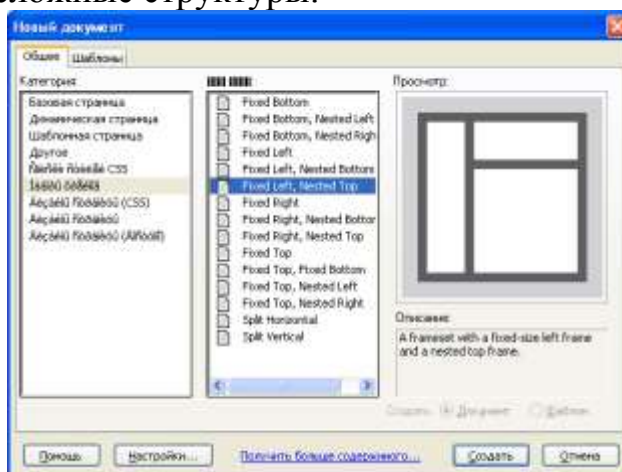 сложные структуры.
Новый документ
Общие Шаблоны
Категория:
Базовая страница
Динамическая страница
Шаблонная страница
Другое
CSS
(CSS)
Fixed Bottom
Fixed Bottom, Nested Left
Fixed Bottom, Nested Righ
Fixed Left
Fixed Left, Nested Bottom
Fixed Left, Nested Top
Fixed Right
Fixed Right, Nested Bottor
Fixed Right, Nested Top
Fixed Top
Fixed Top, Fixed Bottom
Fixed Top, Nested Left
Fixed Top, Nested Right
Split Horizontal
Split Vertical
Просмотр:
Описание:
A frameset with a fixed-size left frame
and a nested top frame.
Создать: Документ Шаблон
Помощь Настройки... Получить больше содержимого... Создать Отмена